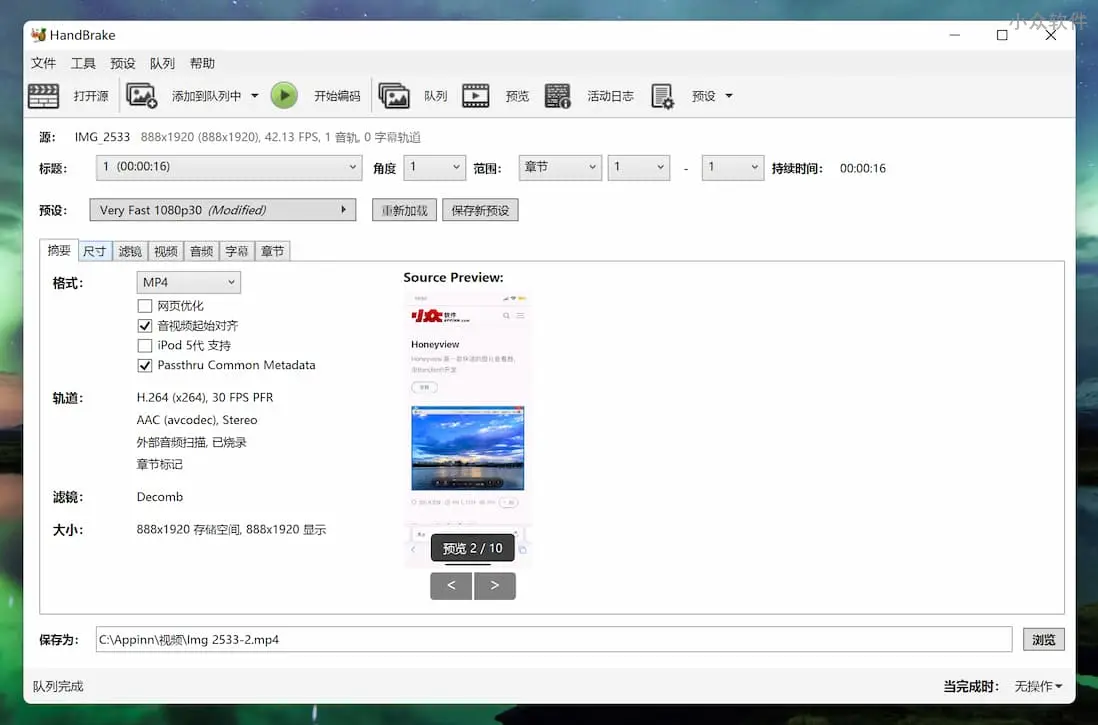 小众软件
HandBrake
文件 工具 预设 队列 帮助
打开源 添加到队列中 开始编码 队列 预览 活动日志 预设
源： IMG_2533 888x1920 (888x1920), 42.13 FPS, 1 音轨, 0 字幕轨道
标题： 1 (00:00:16) 角度 1 范围： 章节 1 - 1 持续时间： 00:00:16
预设： Very Fast 1080p30 (Modified) 重新加载 保存新预设
摘要 尺寸 滤镜 视频 音频 字幕 章节
格式： MP4
Source Preview:
网页优化
音视频起始对齐
iPod 5代 支持
Passthru Common Metadata
小众软件
APPINN.com
Honeyview
轨道： H.264 (x264), 30 FPS PFR
AAC (avcodec), Stereo
外部音频扫描, 已烧录
章节标记
滤镜： Decomb
大小： 888x1920 存储空间, 888x1920 显示
预览 2 / 10
< >
保存为： C:\Appinn\视频\Img 2533-2.mp4 浏览
队列完成 当完成时： 无操作